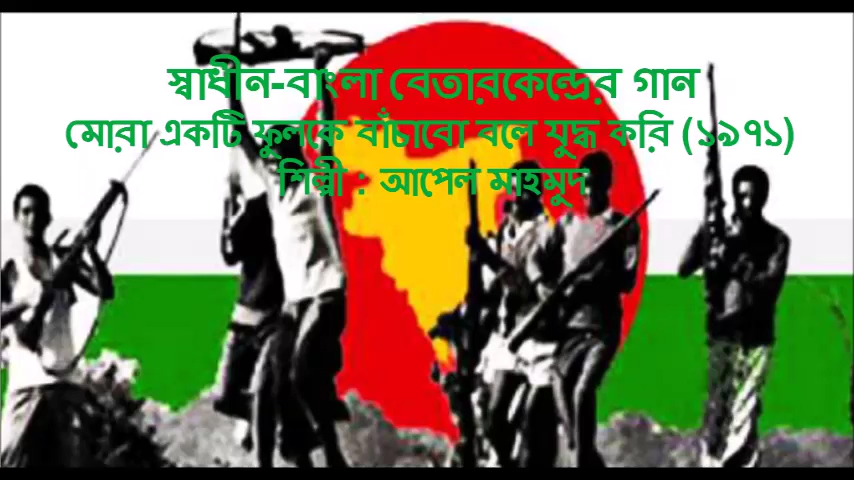 স্বাধীন-বাংলা বেতারকেন্দ্রের গান
মোরা একটি ফুলকে বাঁচাবো বলে যুদ্ধ করি (১৯৭১)
শিল্পী : আপেল মাহমুদ